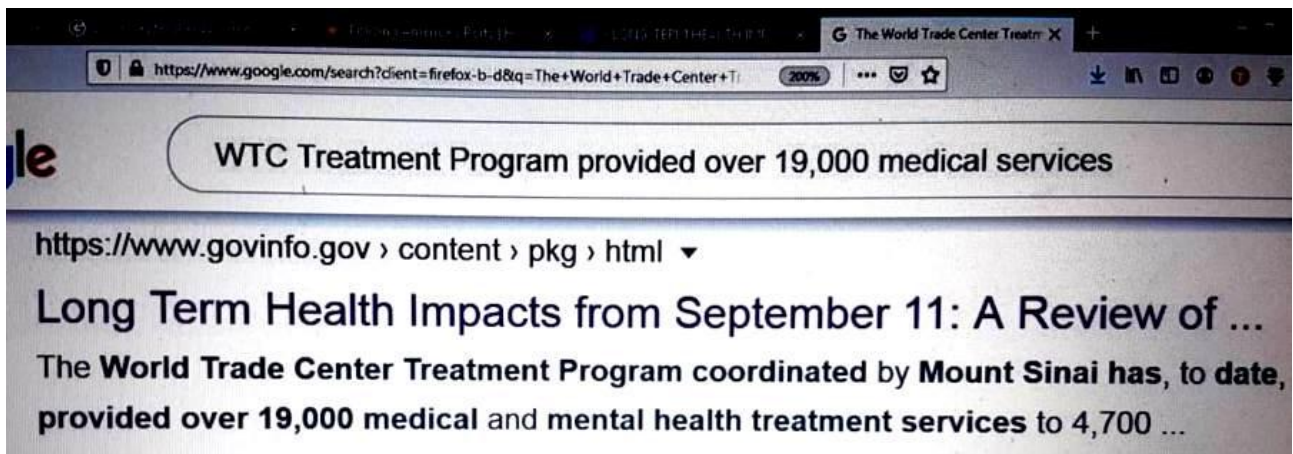 G The World Trade Center Treatm X +
https://www.google.com/search?client=firefox-b-d&q=The+World+Trade+Center+T 200% ...
le WTC Treatment Program provided over 19,000 medical services
https://www.govinfo.gov › content › pkg › html ▾
Long Term Health Impacts from September 11: A Review of ...
The World Trade Center Treatment Program coordinated by Mount Sinai has, to date,
provided over 19,000 medical and mental health treatment services to 4,700 ...